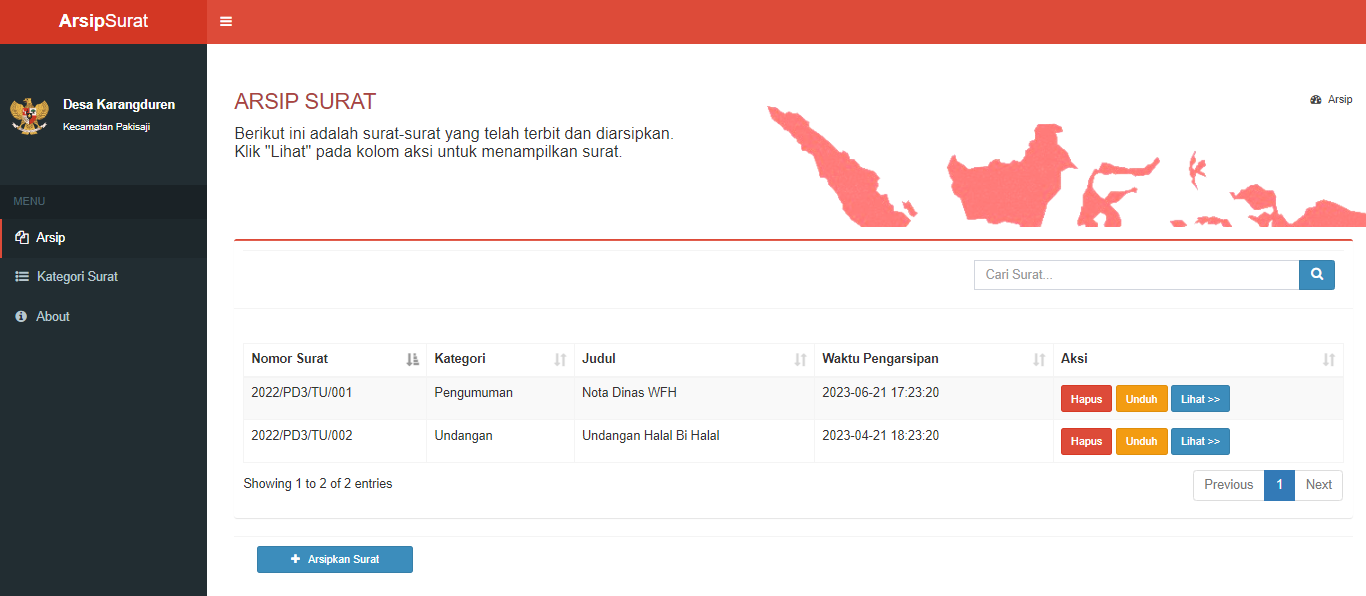 ArsipSurat
Desa Karangduren
Kecamatan Pakisaji
MENU
Arsip
Kategori Surat
About
ARSIP SURAT
Arsip
Berikut ini adalah surat-surat yang telah terbit dan diarsipkan.
Klik "Lihat" pada kolom aksi untuk menampilkan surat.
Cari Surat...
Nomor Surat Kategori Judul Waktu Pengarsipan Aksi
2022/PD3/TU/001 Pengumuman Nota Dinas WFH 2023-06-21 17:23:20 Hapus Unduh Lihat >>
2022/PD3/TU/002 Undangan Undangan Halal Bi Halal 2023-04-21 18:23:20 Hapus Unduh Lihat >>
Showing 1 to 2 of 2 entries
Previous 1 Next
Arsipkan Surat